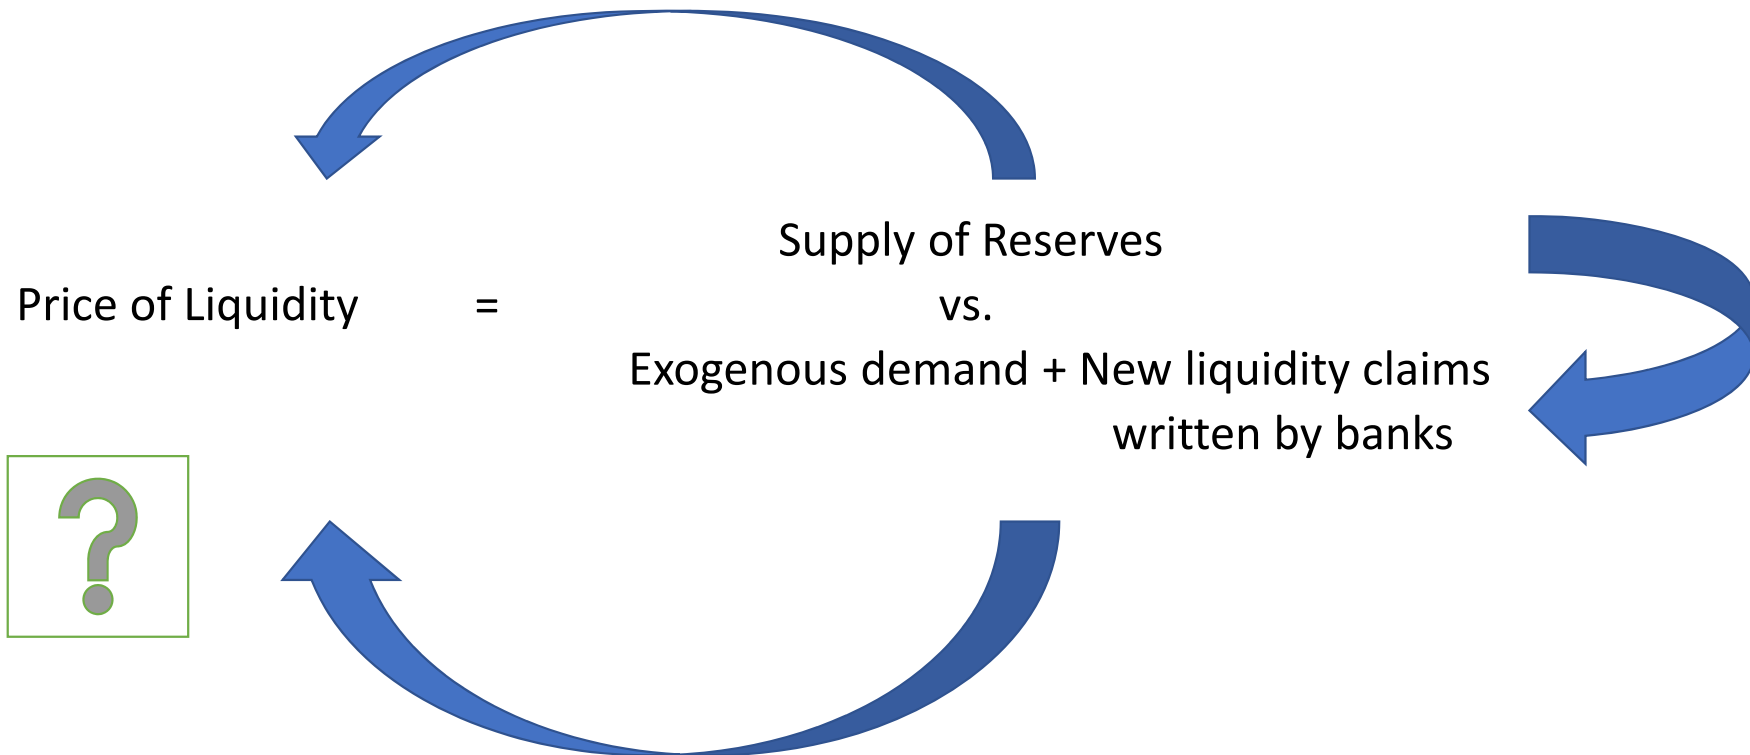 Supply of Reserves
Price of Liquidity = vs.
Exogenous demand + New liquidity claims
written by banks
?